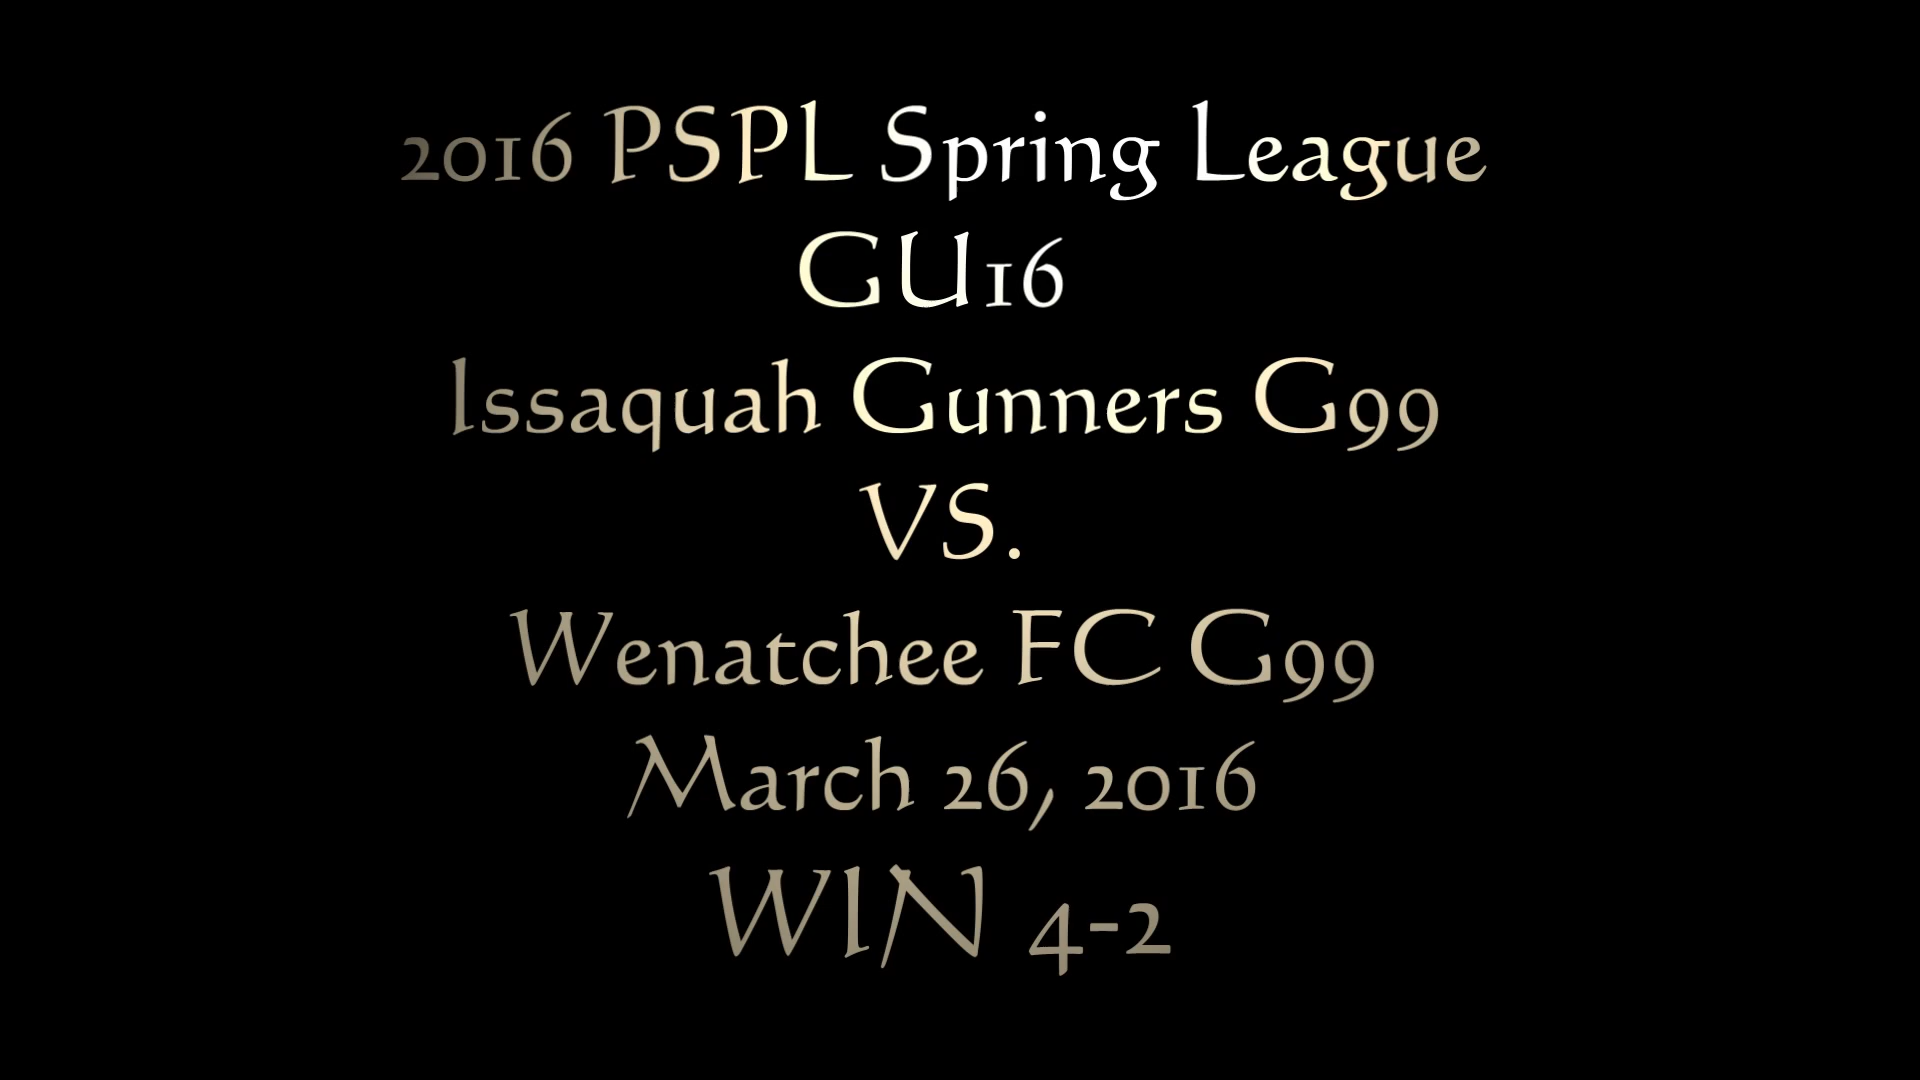 2016 PSPL Spring League
GU16
Issaquah Gunners G99
VS.
Wenatchee FC G99
March 26, 2016
WIN 4-2